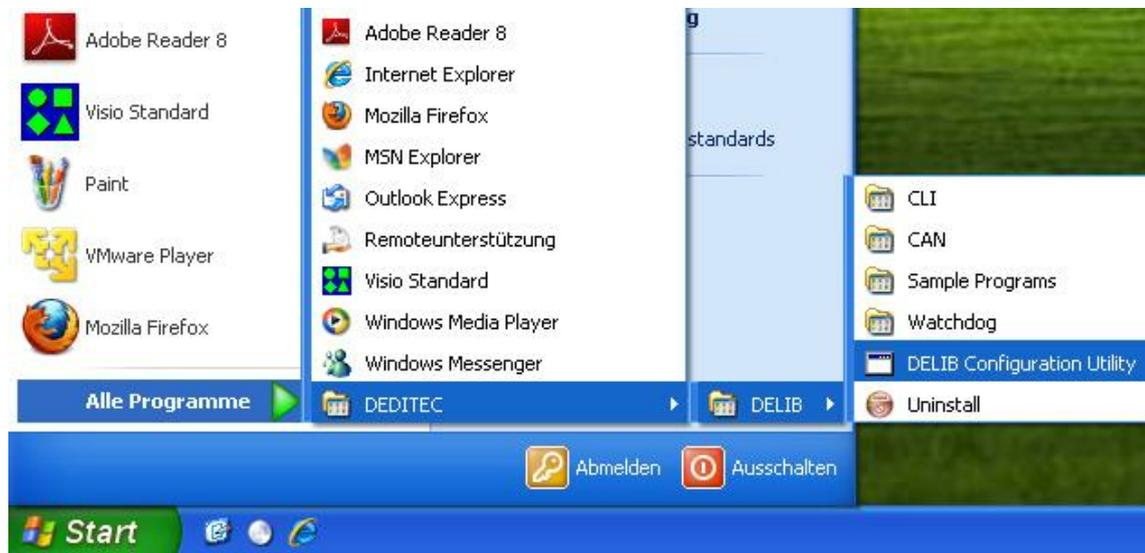 Adobe Reader 8
Visio Standard
Paint
VMware Player
Mozilla Firefox
Alle Programme
Adobe Reader 8
Internet Explorer
Mozilla Firefox
MSN Explorer
Outlook Express
Remoteunterstützung
Visio Standard
Windows Media Player
Windows Messenger
DEDITEC
g
standards
DELIB
CLI
CAN
Sample Programs
Watchdog
DELIB Configuration Utility
Uninstall
Abmelden
Ausschalten
Start